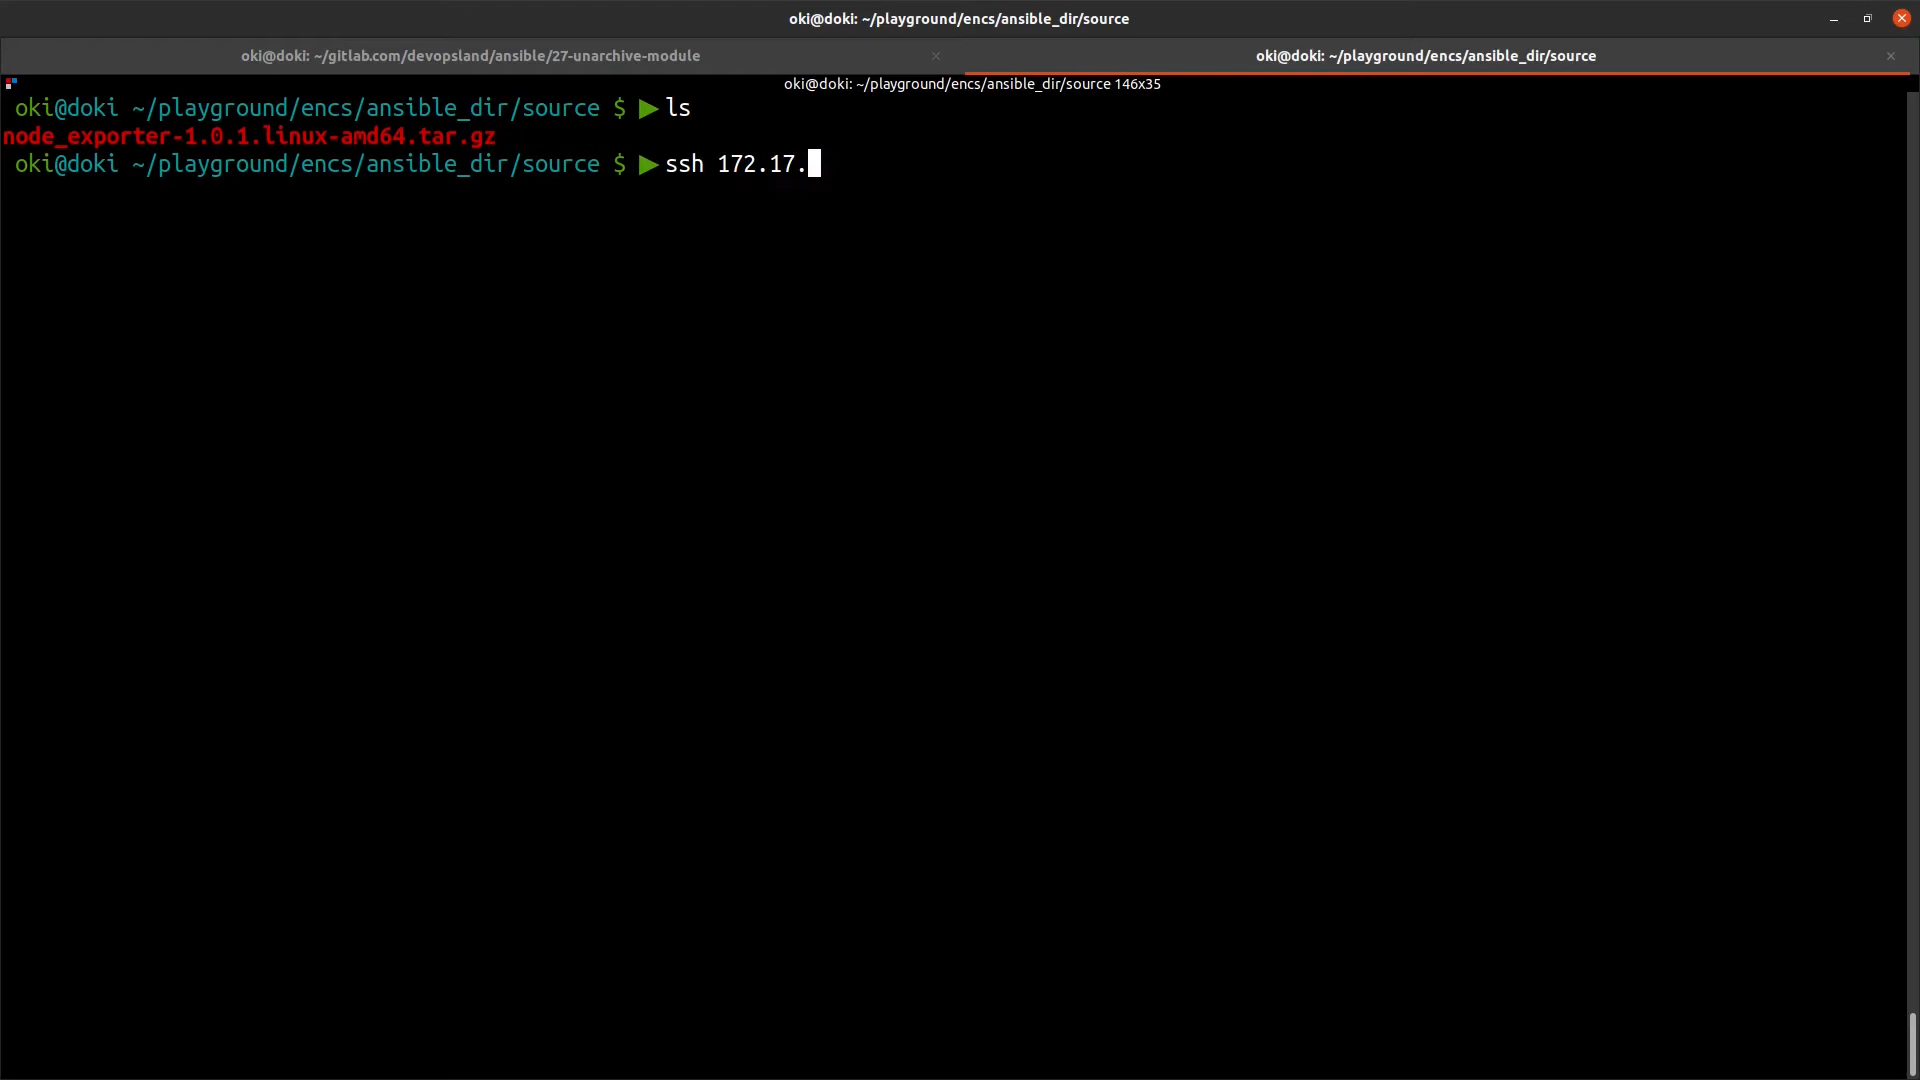 oki@doki: ~/playground/encs/ansible_dir/source
oki@doki: ~/gitlab.com/devopsland/ansible/27-unarchive-module
oki@doki: ~/playground/encs/ansible_dir/source
oki@doki: ~/playground/encs/ansible_dir/source 146x35
oki@doki ~/playground/encs/ansible_dir/source $ ▶ ls
node_exporter-1.0.1.linux-amd64.tar.gz
oki@doki ~/playground/encs/ansible_dir/source $ ▶ ssh 172.17.